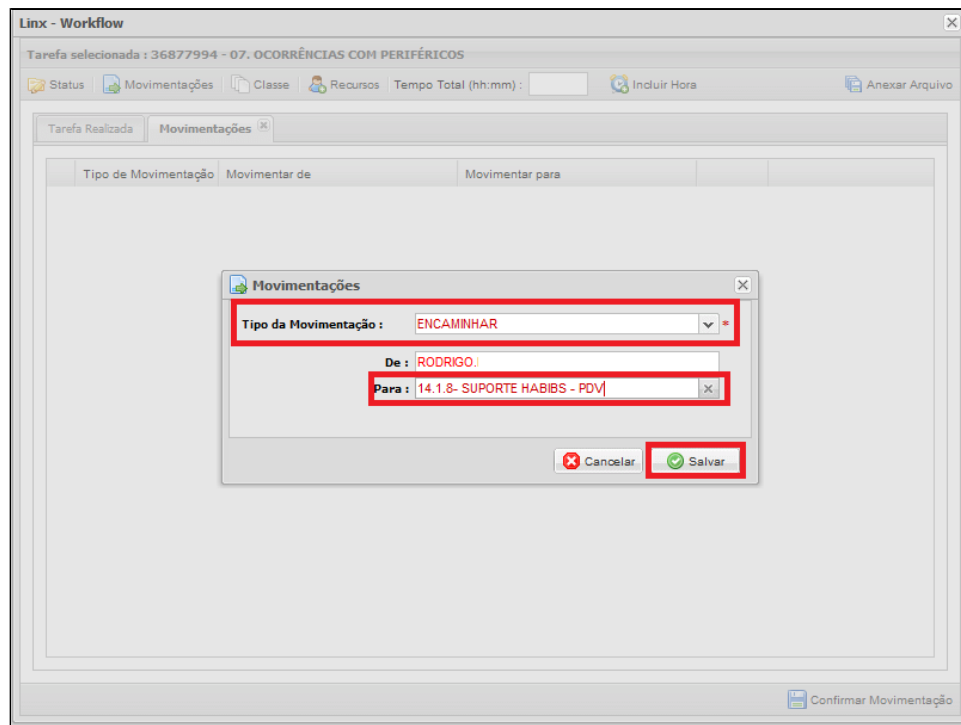 Linx - Workflow
Tarefa selecionada : 36877994 - 07. OCORRÊNCIAS COM PERIFÉRICOS
Status Movimentações Classe Recursos Tempo Total (hh:mm) : Incluir Hora Anexar Arquivo
Tarefa Realizada Movimentações
Tipo de Movimentação Movimentar de Movimentar para
Movimentações
Tipo da Movimentação : ENCAMINHAR *
De : RODRIGO.
Para : 14.1.8- SUPORTE HABIBS - PDV
Cancelar Salvar
Confirmar Movimentação